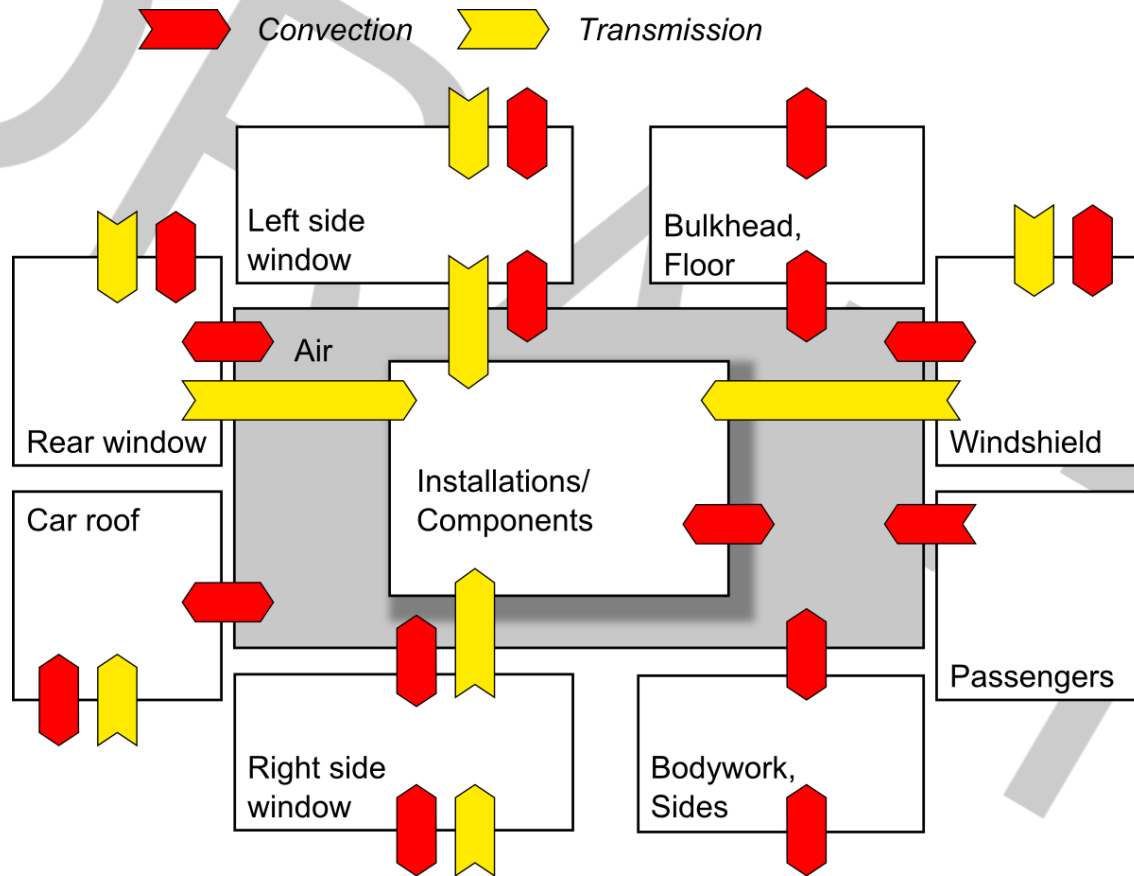 Convection
Transmission
Left side
window
Bulkhead,
Floor
Air
Rear window
Windshield
Installations/
Components
Car roof
Passengers
Right side
window
Bodywork,
Sides